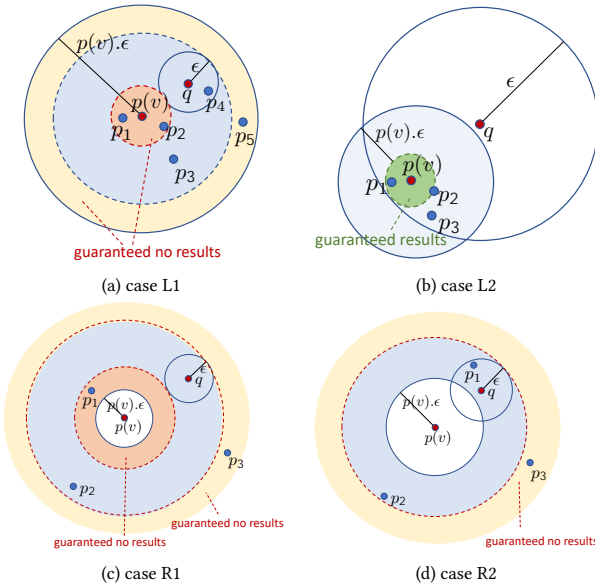 p(v).ϵ
ϵ
q
p(v)
p₄
p₁
p₂
p₅
p₃
guaranteed no results
(a) case L1
ϵ
p(v).ϵ
q
p(v)
p₁
p₂
p₃
guaranteed results
(b) case L2
ϵ
q
p₁
p(v).ϵ
p(v)
p₃
p₂
guaranteed no results
guaranteed no results
(c) case R1
p₁
ϵ
q
p(v).ϵ
p(v)
p₃
p₂
guaranteed no results
(d) case R2